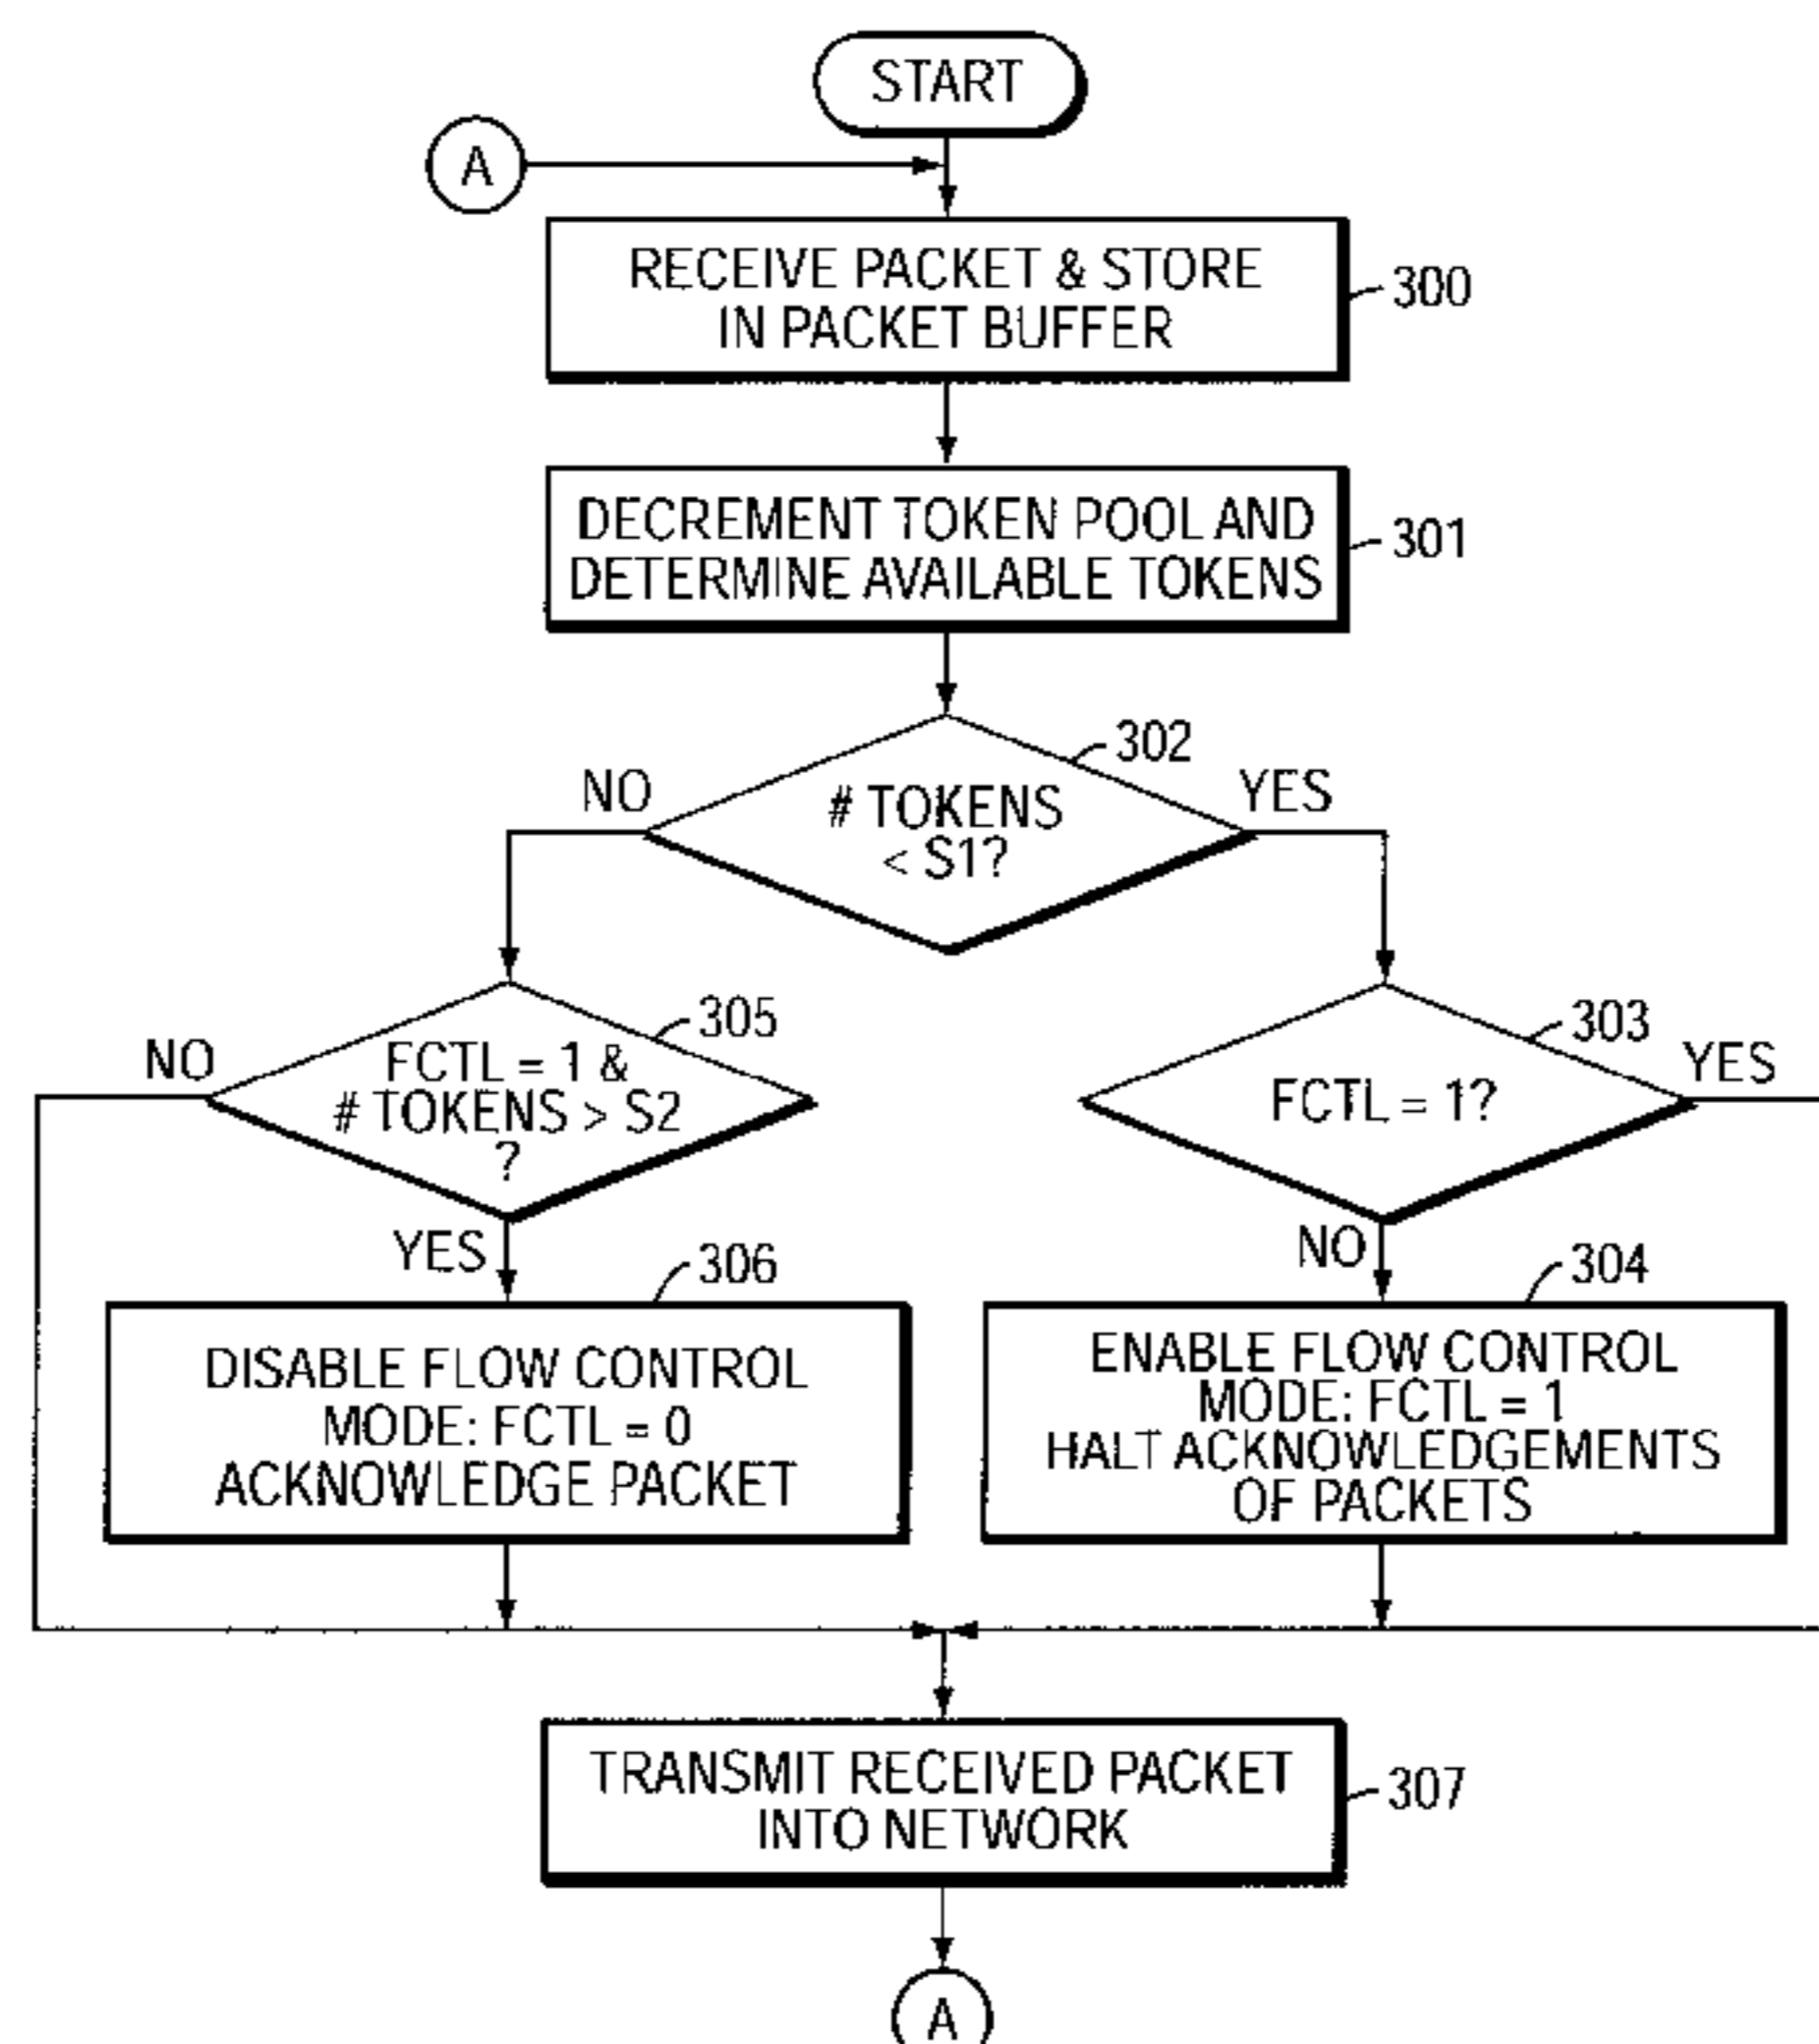 START
A
RECEIVE PACKET & STORE
IN PACKET BUFFER
300
DECREMENT TOKEN POOL AND
DETERMINE AVAILABLE TOKENS
301
302
NO
# TOKENS
< S1?
YES
305
NO
FCTL = 1 &
# TOKENS > S2
?
YES
303
FCTL = 1?
YES
NO
306
DISABLE FLOW CONTROL
MODE: FCTL = 0
ACKNOWLEDGE PACKET
304
ENABLE FLOW CONTROL
MODE: FCTL = 1
HALT ACKNOWLEDGEMENTS
OF PACKETS
TRANSMIT RECEIVED PACKET
INTO NETWORK
307
A